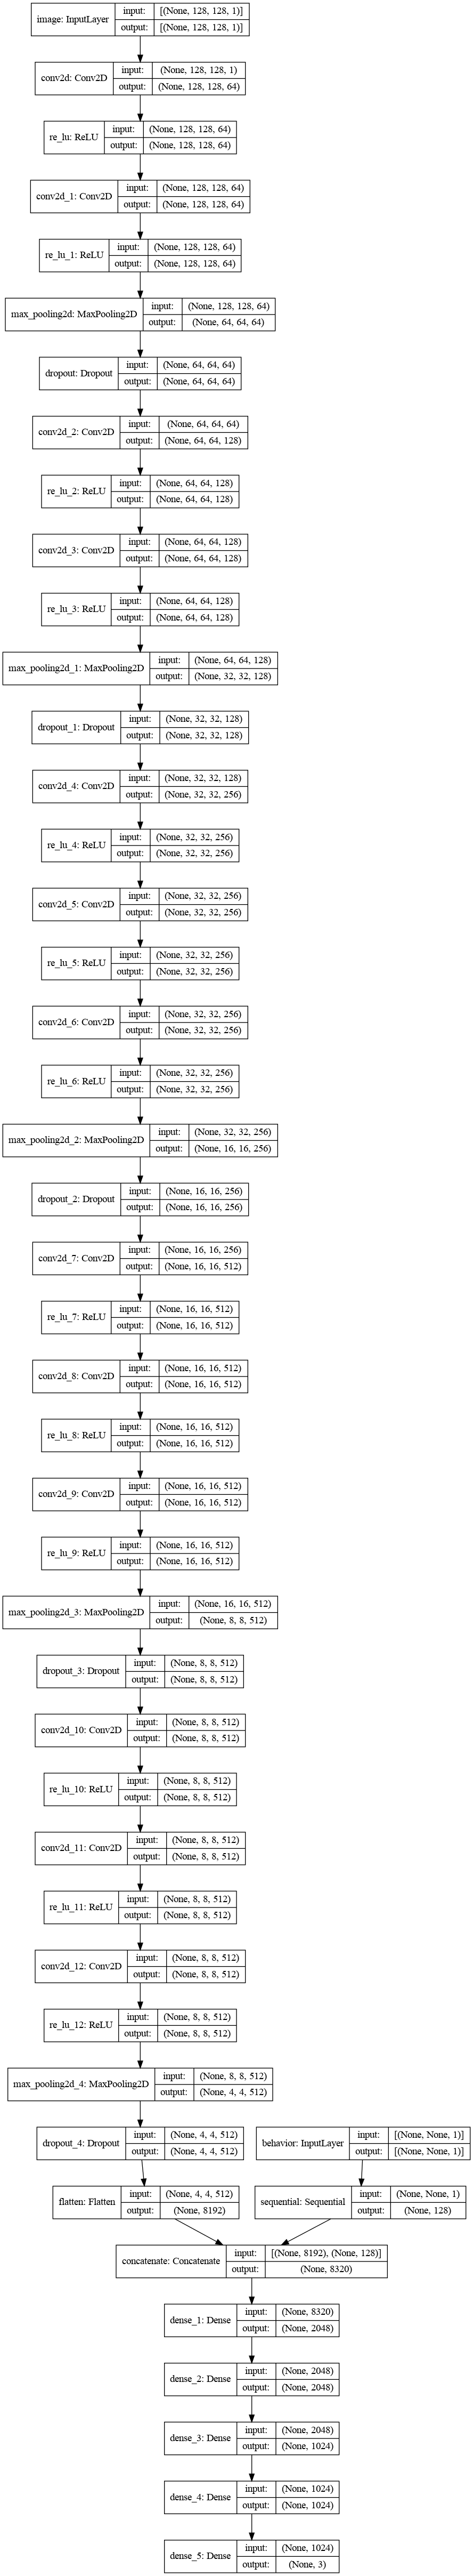 image: InputLayer input: [(None, 128, 128, 1)]
output: [(None, 128, 128, 1)]
conv2d: Conv2D input: (None, 128, 128, 1)
output: (None, 128, 128, 64)
re_lu: ReLU input: (None, 128, 128, 64)
output: (None, 128, 128, 64)
conv2d_1: Conv2D input: (None, 128, 128, 64)
output: (None, 128, 128, 64)
re_lu_1: ReLU input: (None, 128, 128, 64)
output: (None, 128, 128, 64)
max_pooling2d: MaxPooling2D input: (None, 128, 128, 64)
output: (None, 64, 64, 64)
dropout: Dropout input: (None, 64, 64, 64)
output: (None, 64, 64, 64)
conv2d_2: Conv2D input: (None, 64, 64, 64)
output: (None, 64, 64, 128)
re_lu_2: ReLU input: (None, 64, 64, 128)
output: (None, 64, 64, 128)
conv2d_3: Conv2D input: (None, 64, 64, 128)
output: (None, 64, 64, 128)
re_lu_3: ReLU input: (None, 64, 64, 128)
output: (None, 64, 64, 128)
max_pooling2d_1: MaxPooling2D input: (None, 64, 64, 128)
output: (None, 32, 32, 128)
dropout_1: Dropout input: (None, 32, 32, 128)
output: (None, 32, 32, 128)
conv2d_4: Conv2D input: (None, 32, 32, 128)
output: (None, 32, 32, 256)
re_lu_4: ReLU input: (None, 32, 32, 256)
output: (None, 32, 32, 256)
conv2d_5: Conv2D input: (None, 32, 32, 256)
output: (None, 32, 32, 256)
re_lu_5: ReLU input: (None, 32, 32, 256)
output: (None, 32, 32, 256)
conv2d_6: Conv2D input: (None, 32, 32, 256)
output: (None, 32, 32, 256)
re_lu_6: ReLU input: (None, 32, 32, 256)
output: (None, 32, 32, 256)
max_pooling2d_2: MaxPooling2D input: (None, 32, 32, 256)
output: (None, 16, 16, 256)
dropout_2: Dropout input: (None, 16, 16, 256)
output: (None, 16, 16, 256)
conv2d_7: Conv2D input: (None, 16, 16, 256)
output: (None, 16, 16, 512)
re_lu_7: ReLU input: (None, 16, 16, 512)
output: (None, 16, 16, 512)
conv2d_8: Conv2D input: (None, 16, 16, 512)
output: (None, 16, 16, 512)
re_lu_8: ReLU input: (None, 16, 16, 512)
output: (None, 16, 16, 512)
conv2d_9: Conv2D input: (None, 16, 16, 512)
output: (None, 16, 16, 512)
re_lu_9: ReLU input: (None, 16, 16, 512)
output: (None, 16, 16, 512)
max_pooling2d_3: MaxPooling2D input: (None, 16, 16, 512)
output: (None, 8, 8, 512)
dropout_3: Dropout input: (None, 8, 8, 512)
output: (None, 8, 8, 512)
conv2d_10: Conv2D input: (None, 8, 8, 512)
output: (None, 8, 8, 512)
re_lu_10: ReLU input: (None, 8, 8, 512)
output: (None, 8, 8, 512)
conv2d_11: Conv2D input: (None, 8, 8, 512)
output: (None, 8, 8, 512)
re_lu_11: ReLU input: (None, 8, 8, 512)
output: (None, 8, 8, 512)
conv2d_12: Conv2D input: (None, 8, 8, 512)
output: (None, 8, 8, 512)
re_lu_12: ReLU input: (None, 8, 8, 512)
output: (None, 8, 8, 512)
max_pooling2d_4: MaxPooling2D input: (None, 8, 8, 512)
output: (None, 4, 4, 512)
dropout_4: Dropout input: (None, 4, 4, 512)
output: (None, 4, 4, 512)
behavior: InputLayer input: [(None, None, 1)]
output: [(None, None, 1)]
flatten: Flatten input: (None, 4, 4, 512)
output: (None, 8192)
sequential: Sequential input: (None, None, 1)
output: (None, 128)
concatenate: Concatenate input: [(None, 8192), (None, 128)]
output: (None, 8320)
dense_1: Dense input: (None, 8320)
output: (None, 2048)
dense_2: Dense input: (None, 2048)
output: (None, 2048)
dense_3: Dense input: (None, 2048)
output: (None, 1024)
dense_4: Dense input: (None, 1024)
output: (None, 1024)
dense_5: Dense input: (None, 1024)
output: (None, 3)